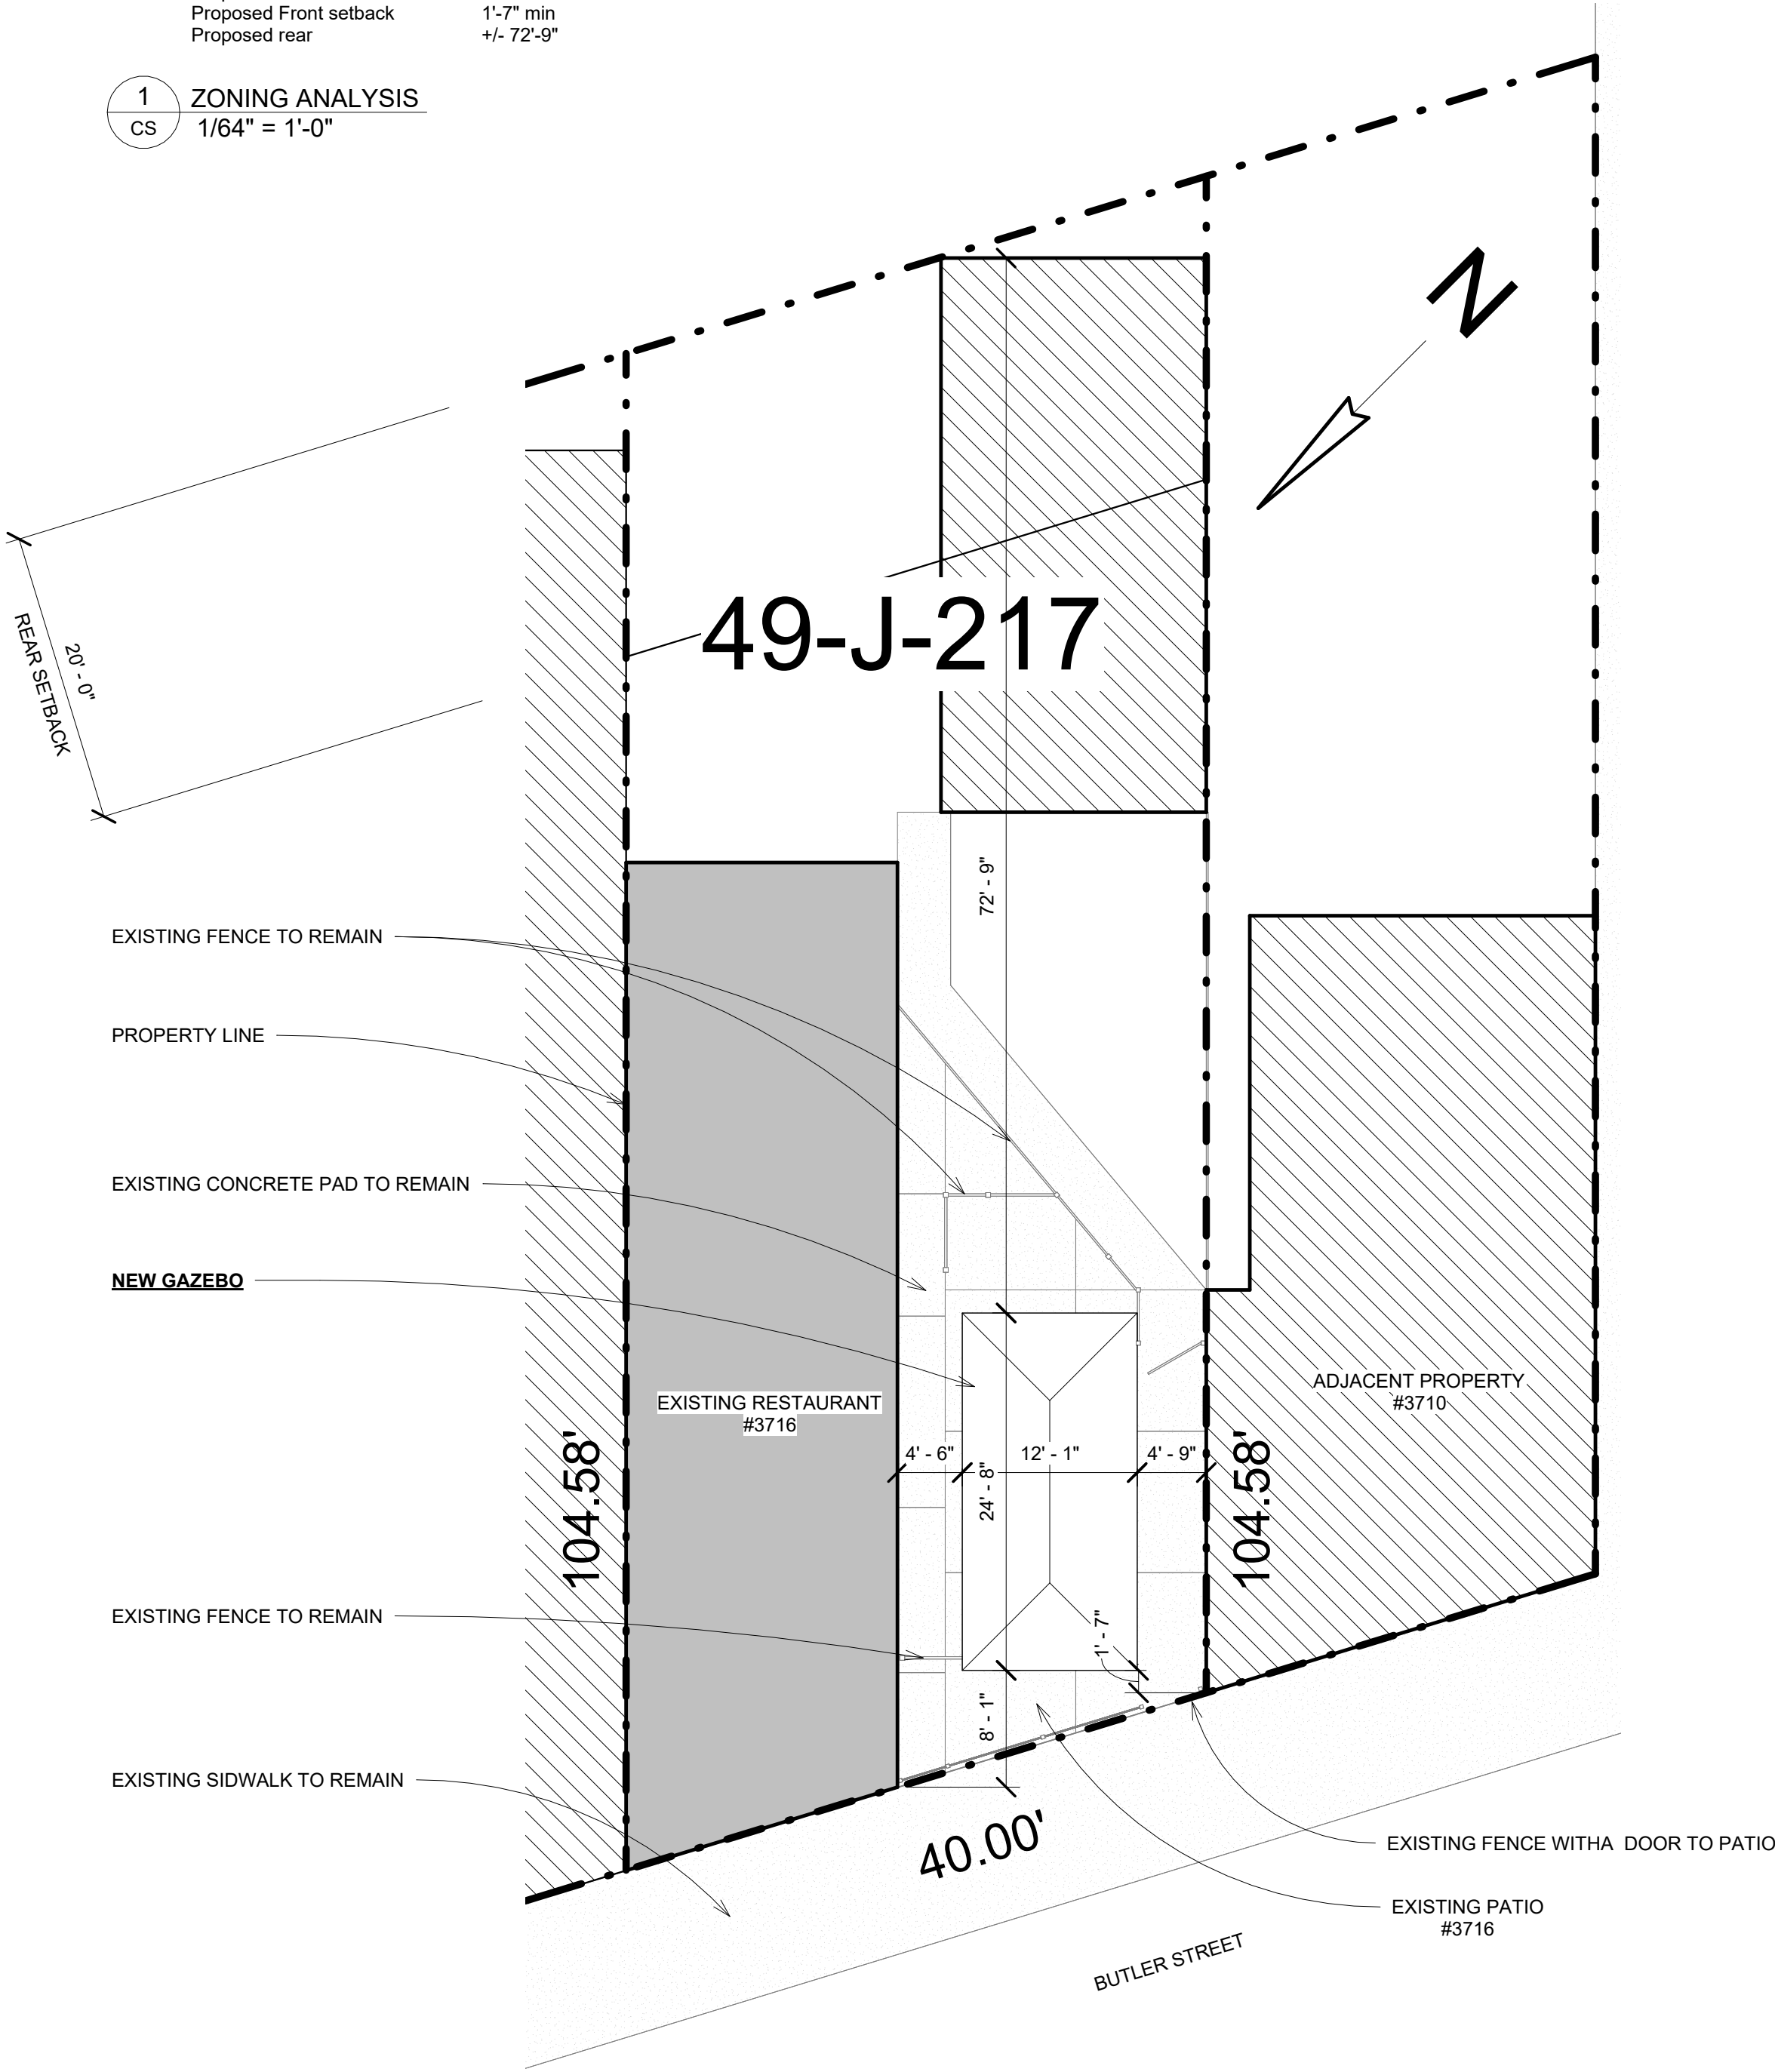 Proposed Front setback 1'-7" min
Proposed rear +/- 72'-9"
1
CS
ZONING ANALYSIS
1/64" = 1'-0"
N
49-J-217
20' - 0"
REAR SETBACK
72' - 9"
EXISTING FENCE TO REMAIN
PROPERTY LINE
EXISTING CONCRETE PAD TO REMAIN
NEW GAZEBO
EXISTING RESTAURANT
#3716
ADJACENT PROPERTY
#3710
4' - 6"
12' - 1"
4' - 9"
24' - 8"
104.58'
104.58'
EXISTING FENCE TO REMAIN
1' - 7"
8' - 1"
EXISTING SIDWALK TO REMAIN
40.00'
EXISTING FENCE WITHA DOOR TO PATIO
EXISTING PATIO
#3716
BUTLER STREET